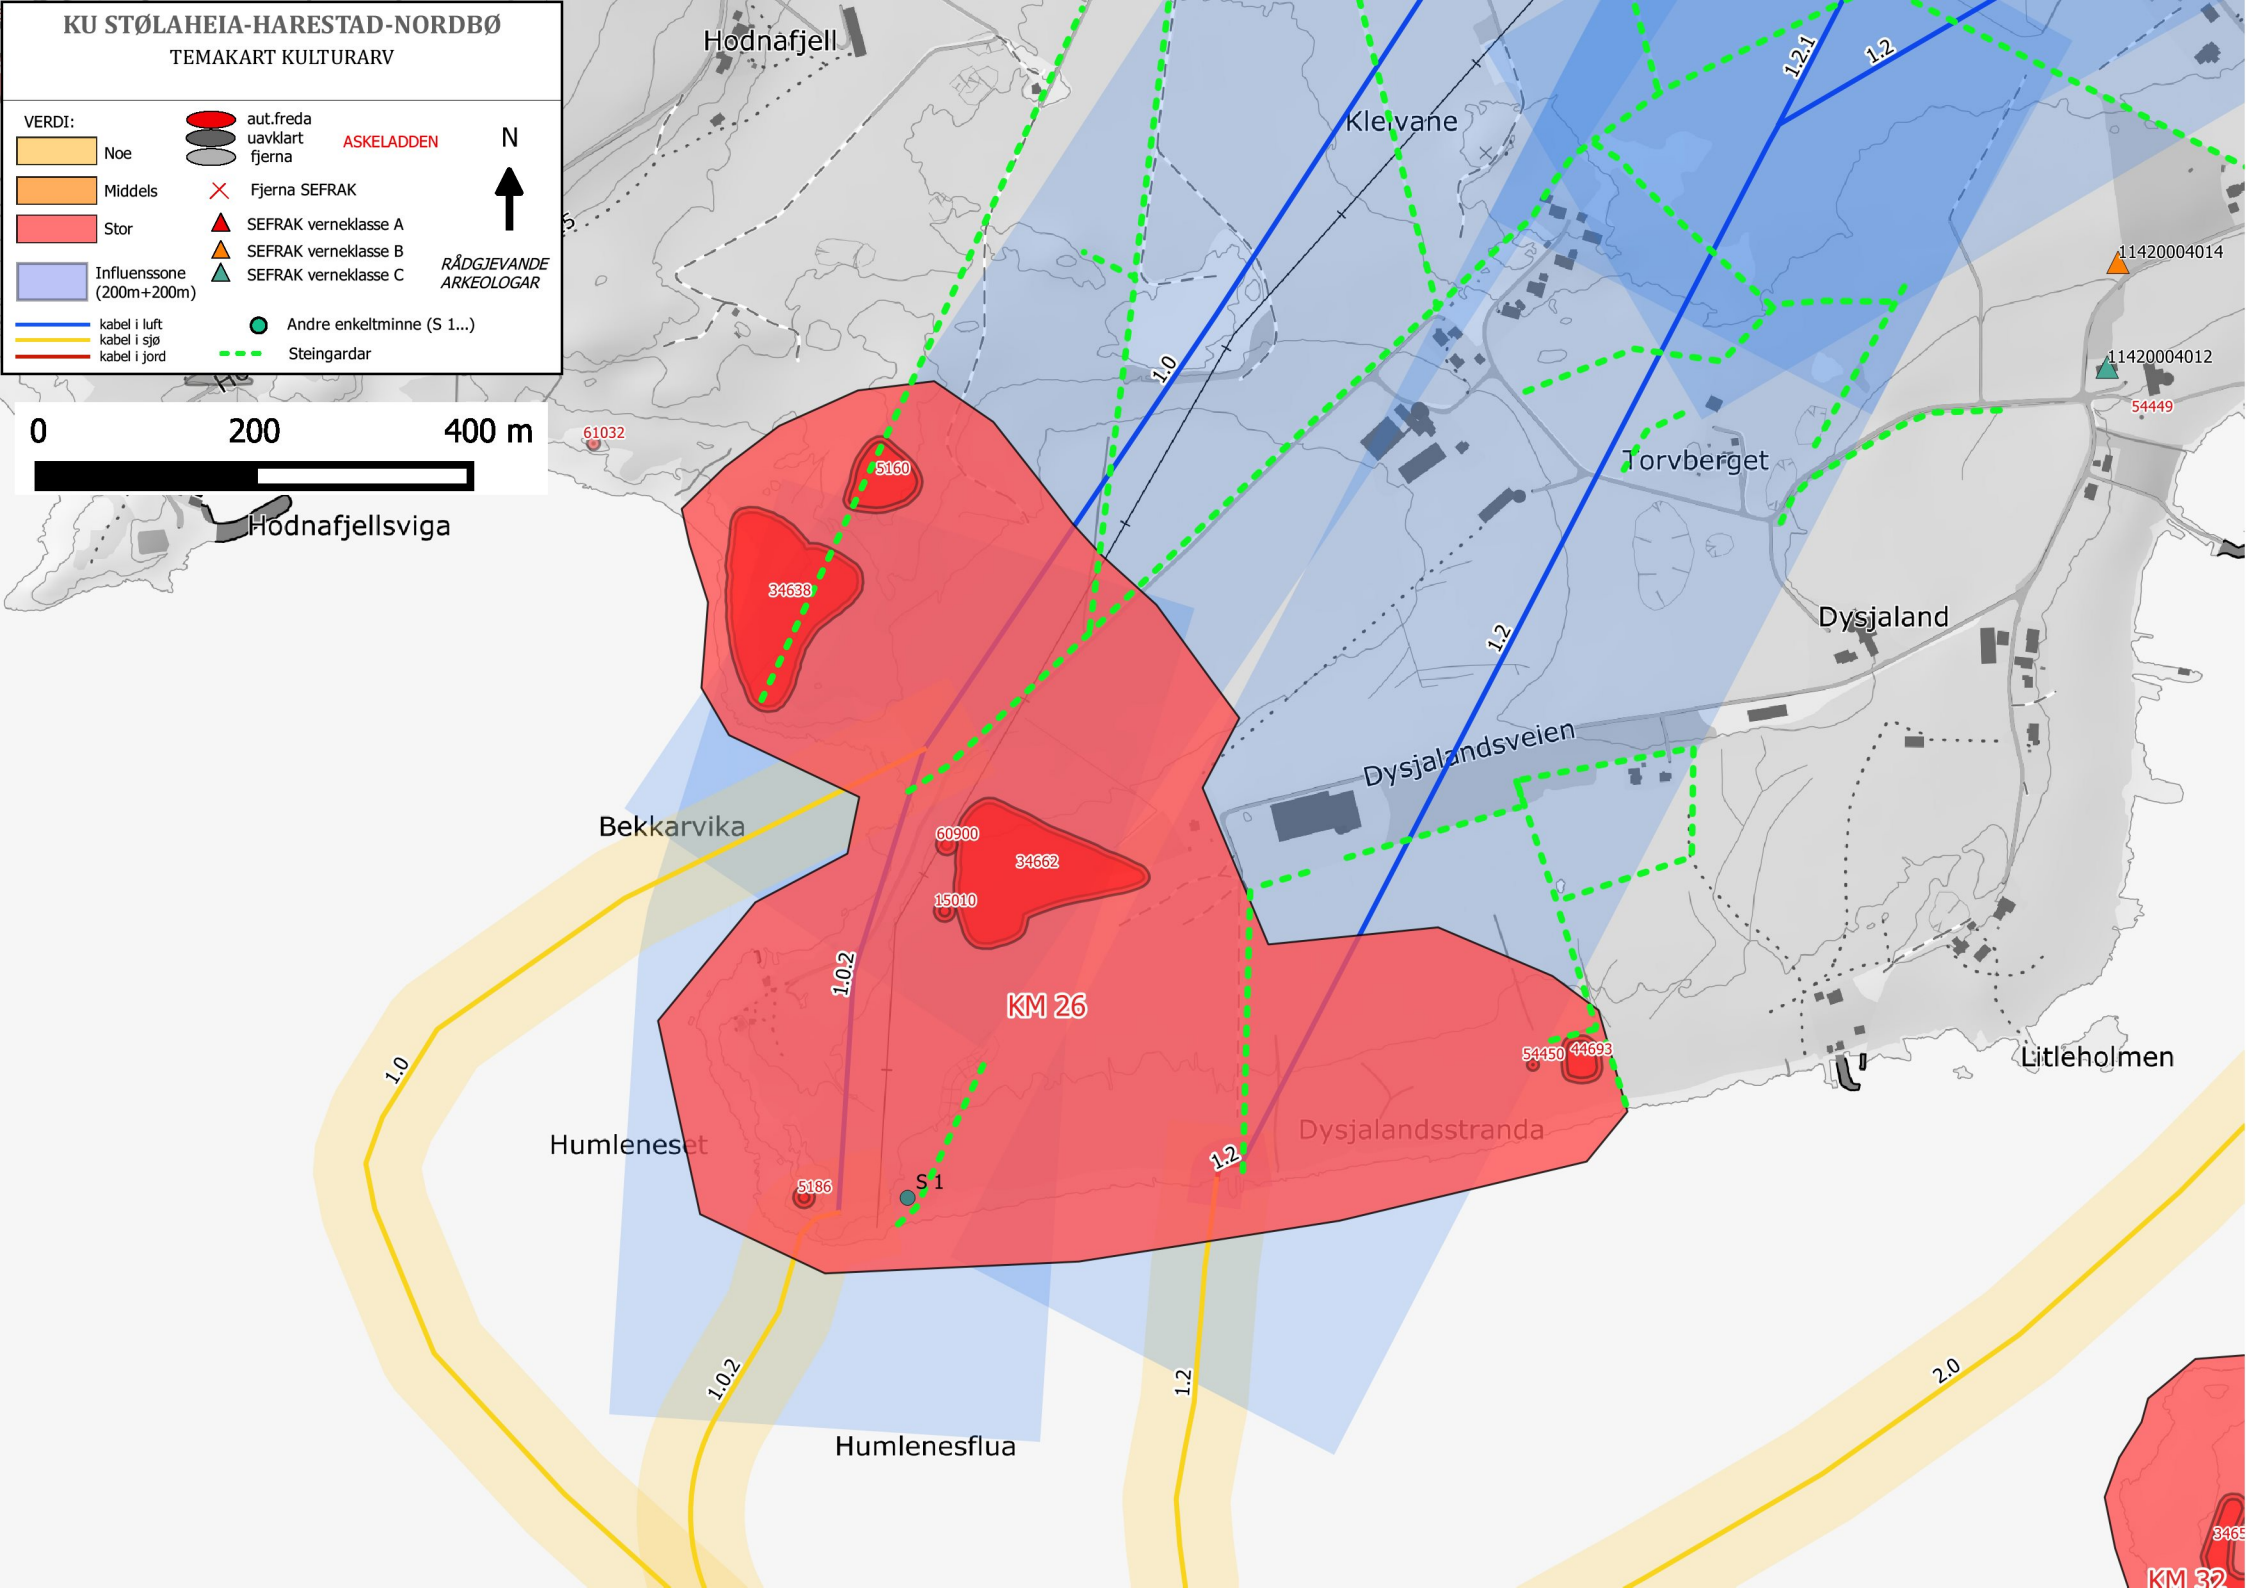 KU STØLAHEIA-HARESTAD-NORDBØ
TEMAKART KULTURARV
VERDI:
Noe
Middels
Stor
Influenssone
(200m+200m)
kabel i luft
kabel i sjø
kabel i jord
aut.freda
uavklart
fjerna
ASKELADDEN
Fjerna SEFRAK
SEFRAK verneklasse A
SEFRAK verneklasse B
SEFRAK verneklasse C
Andre enkeltminne (S 1...)
Steingardar
N
RÅDGJEVANDE
ARKEOLOGAR
0 200 400 m
Hodnafjell
Kleivane
1.2.1
1.2
11420004014
11420004012
54449
1.0
61032
5160
Torvberget
Hodnafjellsviga
34638
Dysjaland
1.2
Dysjalandsveien
Bekkarvika
60900
34662
15010
1.0.2
KM 26
54450
44693
Litleholmen
1.0
Dysjalandsstranda
Humleneset
1.2
5186
S 1
1.0.2
1.2
2.0
Humlenesflua
3465
KM 32